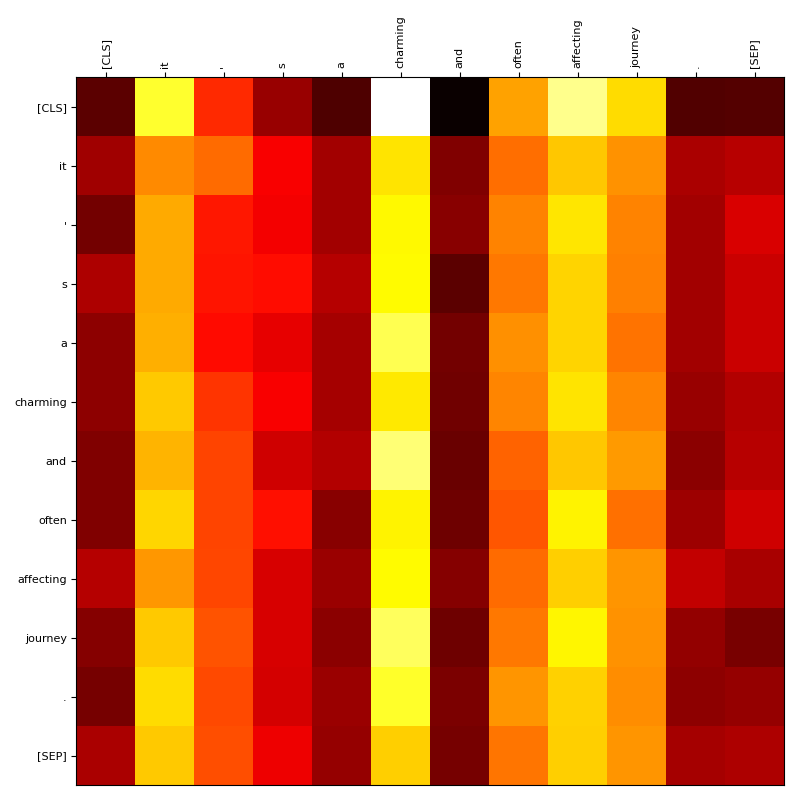 [CLS] it ' s a charming and often affecting journey . [SEP]
[CLS]
it
'
s
a
charming
and
often
affecting
journey
.
[SEP]